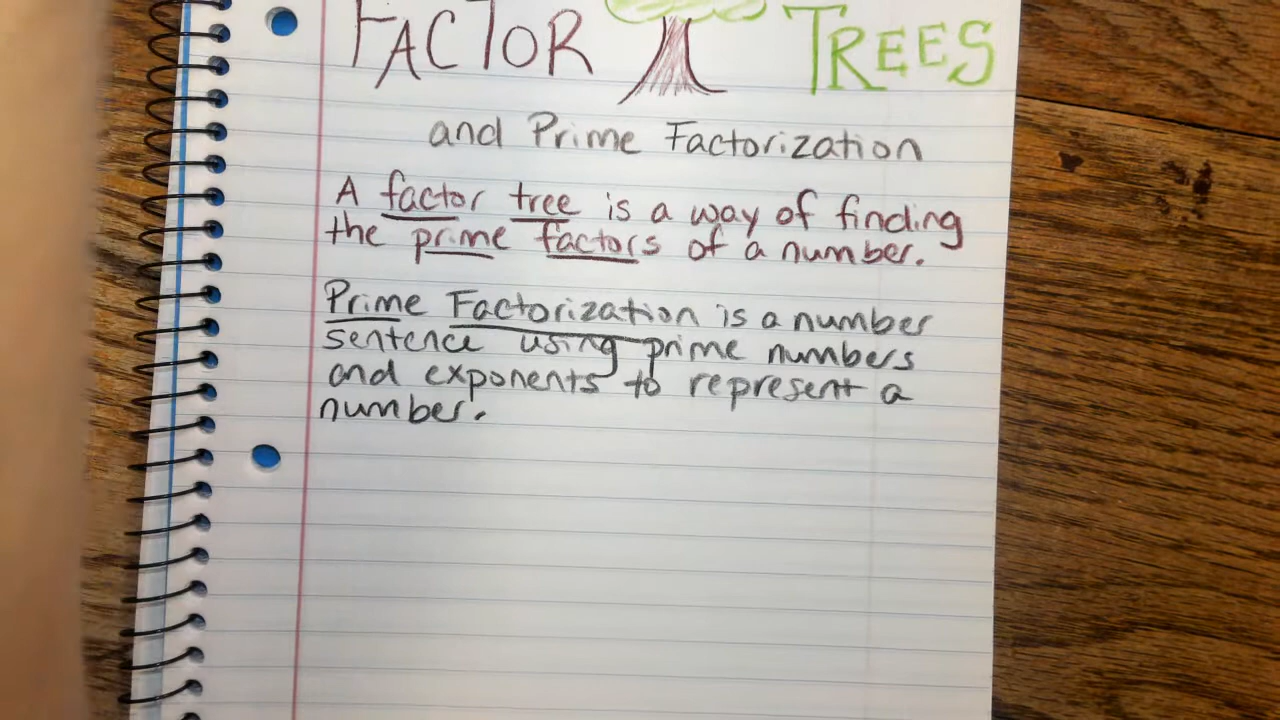 FACTOR TREES
and Prime Factorization
A factor tree is a way of finding
the prime factors of a number.
Prime Factorization is a number
sentence using prime numbers
and exponents to represent a
number.